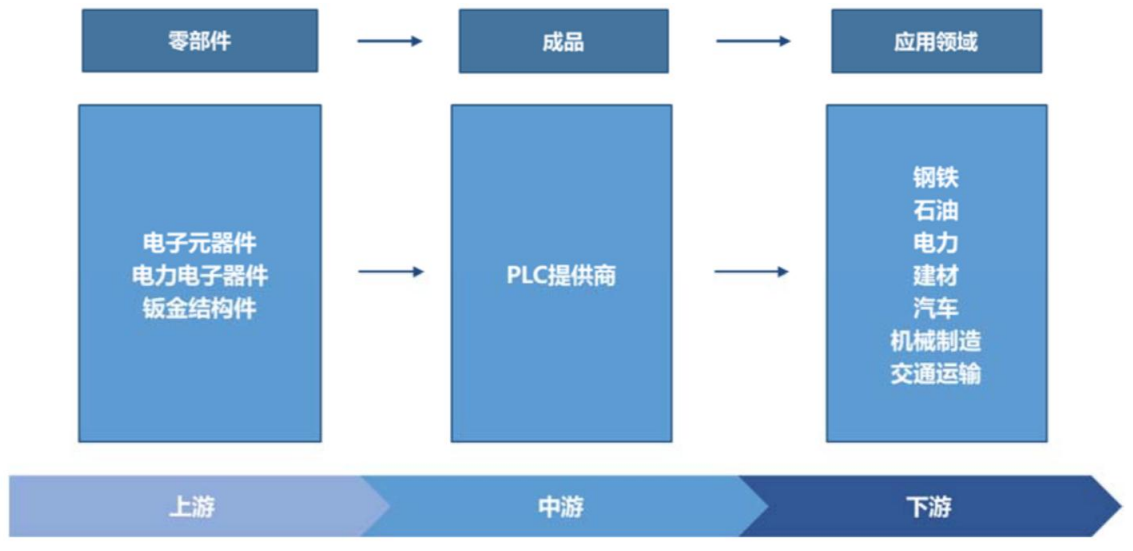 零部件
成品
应用领域
电子元器件
电力电子器件
钣金结构件
PLC提供商
钢铁
石油
电力
建材
汽车
机械制造
交通运输
上游
中游
下游